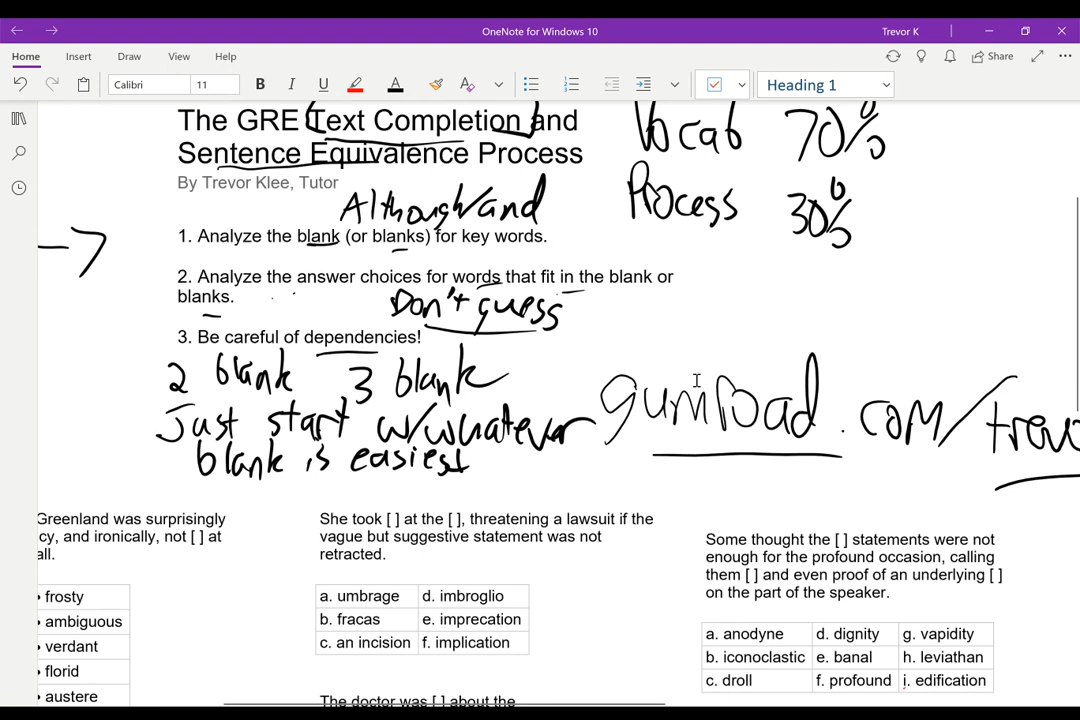 OneNote for Windows 10
Trevor K
Home Insert Draw View Help
Share
Calibri 11 B I U A Heading 1
The GRE (Text Completion) and
Sentence Equivalence Process
By Trevor Klee, Tutor
Vocab 70%
Process 30%
Although/and
1. Analyze the blank (or blanks) for key words.
2. Analyze the answer choices for words that fit in the blank or
blanks.
Don't guess
3. Be careful of dependencies!
2 blank 3 blank
Just start w/whatever
blank is easiest
gumroad.com/trevo
Greenland was surprisingly
cy, and ironically, not [ ] at
all.
• frosty
• ambiguous
• verdant
• florid
• austere
She took [ ] at the [ ], threatening a lawsuit if the
vague but suggestive statement was not
retracted.
a. umbrage d. imbroglio
b. fracas e. imprecation
c. an incision f. implication
The doctor was [ ] about the
Some thought the [ ] statements were not
enough for the profound occasion, calling
them [ ] and even proof of an underlying [ ]
on the part of the speaker.
a. anodyne d. dignity g. vapidity
b. iconoclastic e. banal h. leviathan
c. droll f. profound i. edification